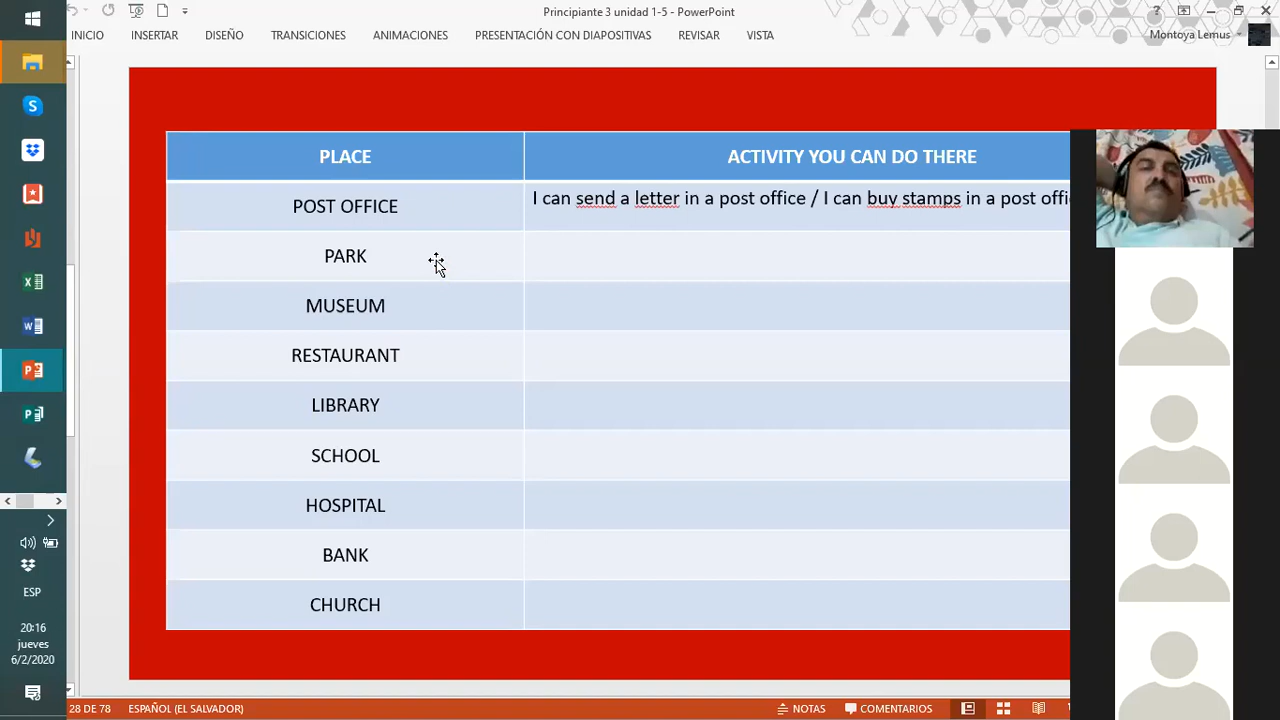 Principiante 3 unidad 1-5 - PowerPoint
INICIO INSERTAR DISEÑO TRANSICIONES ANIMACIONES PRESENTACIÓN CON DIAPOSITIVAS REVISAR VISTA
Montoya Lemus
PLACE ACTIVITY YOU CAN DO THERE
POST OFFICE I can send a letter in a post office / I can buy stamps in a post offi
PARK
MUSEUM
RESTAURANT
LIBRARY
SCHOOL
HOSPITAL
BANK
CHURCH
ESP
20:16
jueves
6/2/2020
28 DE 78 ESPAÑOL (EL SALVADOR) NOTAS COMENTARIOS